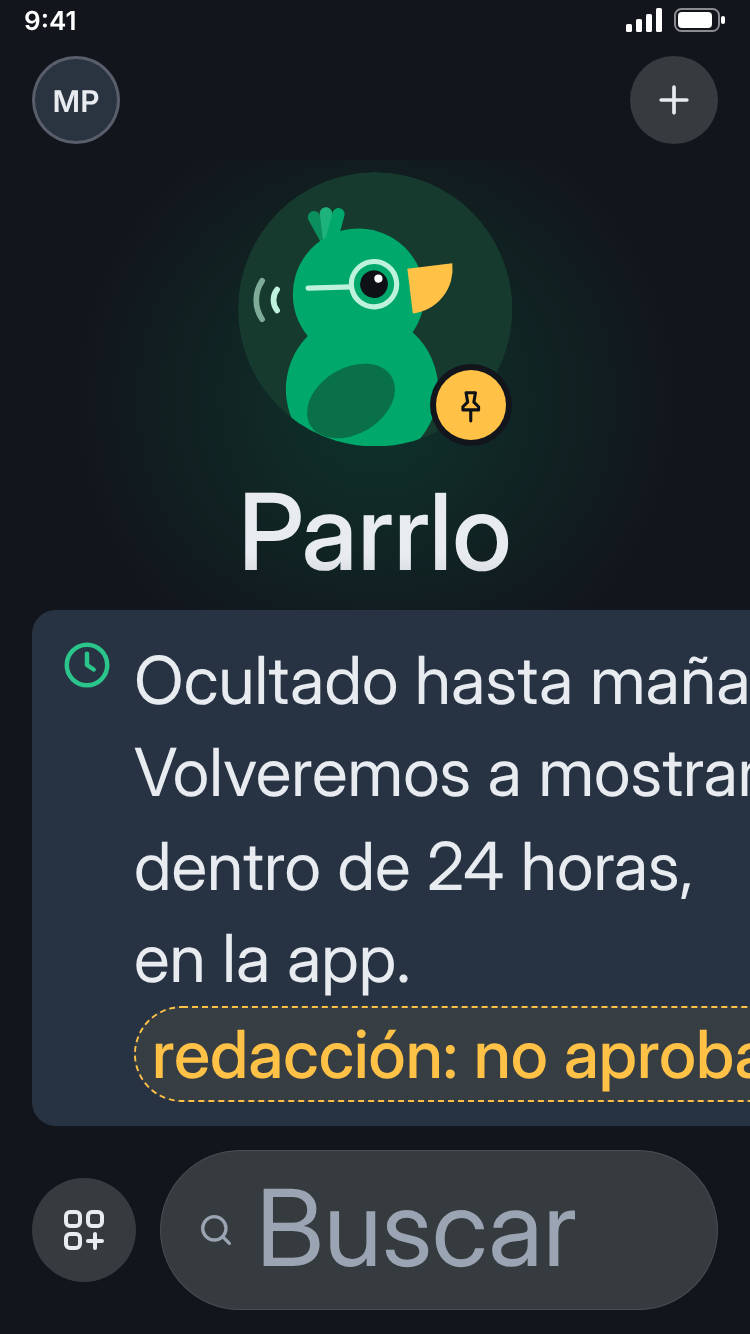 9:41
MP
Parrlo
Ocultado hasta maña
Volveremos a mostrar
dentro de 24 horas,
en la app.
redacción: no aproba
Buscar